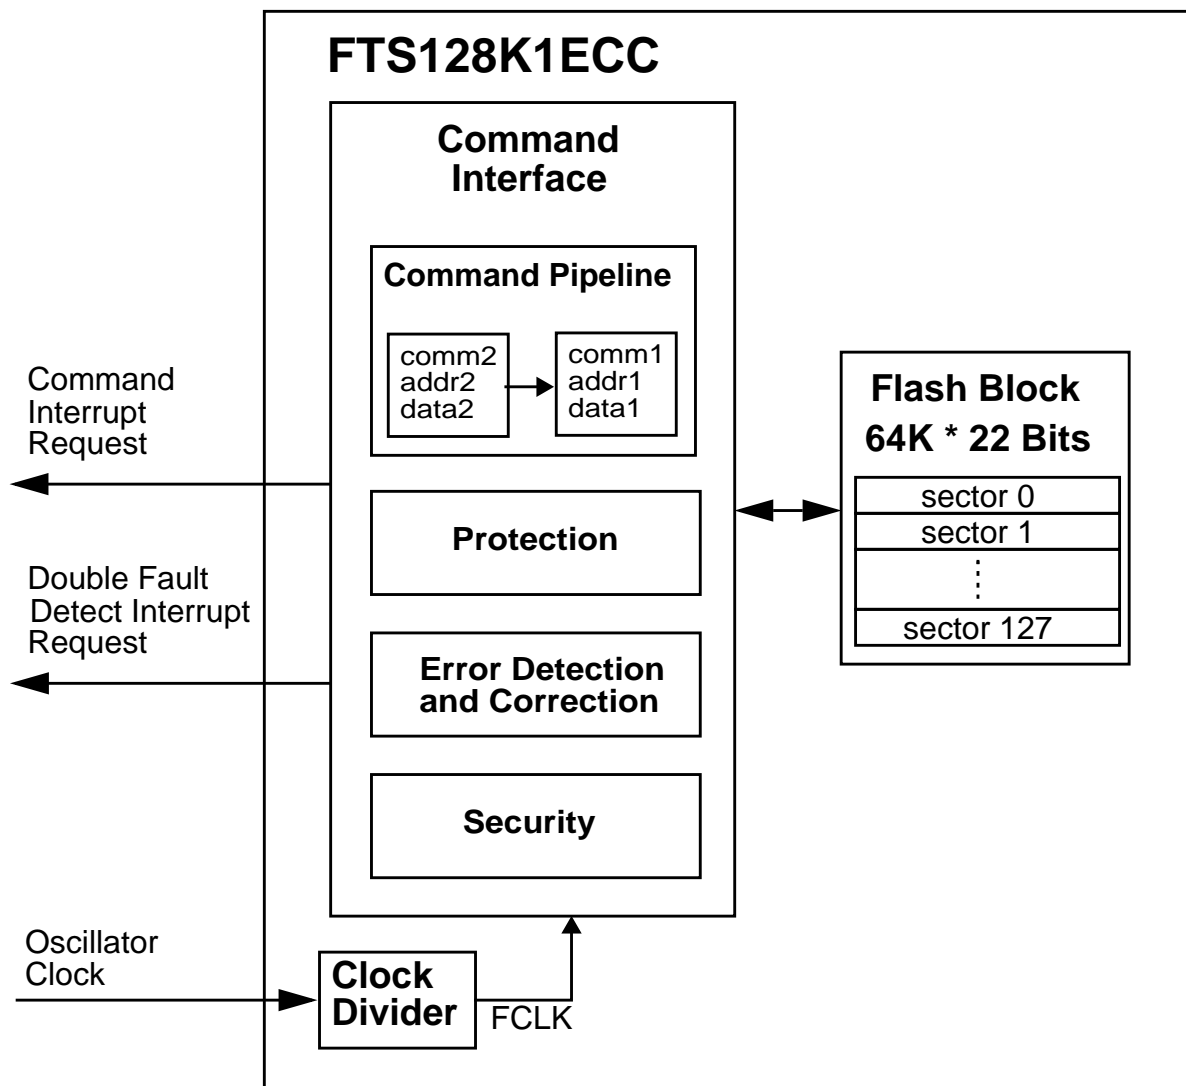 FTS128K1ECC
Command
Interface
Command Pipeline
comm2
addr2
data2
comm1
addr1
data1
Command
Interrupt
Request
Flash Block
64K * 22 Bits
sector 0
sector 1
sector 127
Protection
Double Fault
Detect Interrupt
Request
Error Detection
and Correction
Security
Oscillator
Clock
Clock
Divider
FCLK